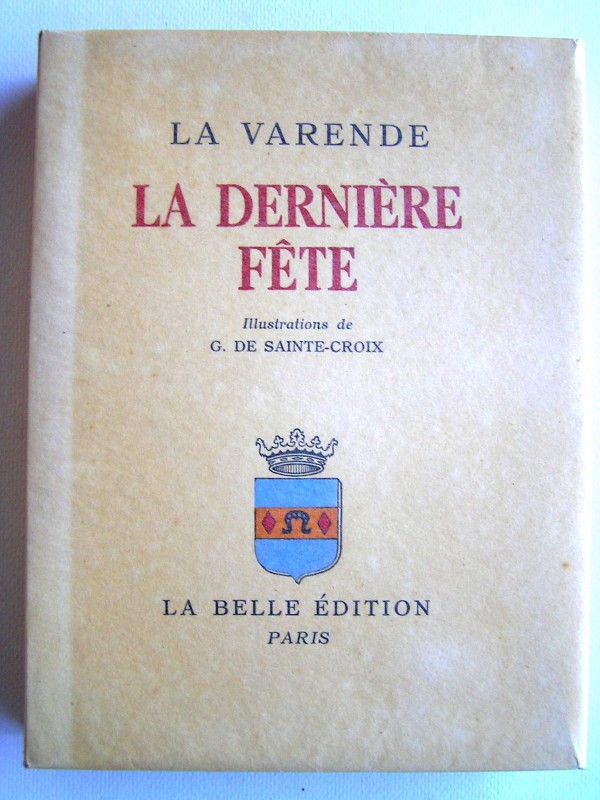 LA VARENDE
LA DERNIÈRE
FÊTE
Illustrations de
G. DE SAINTE-CROIX
LA BELLE ÉDITION
PARIS